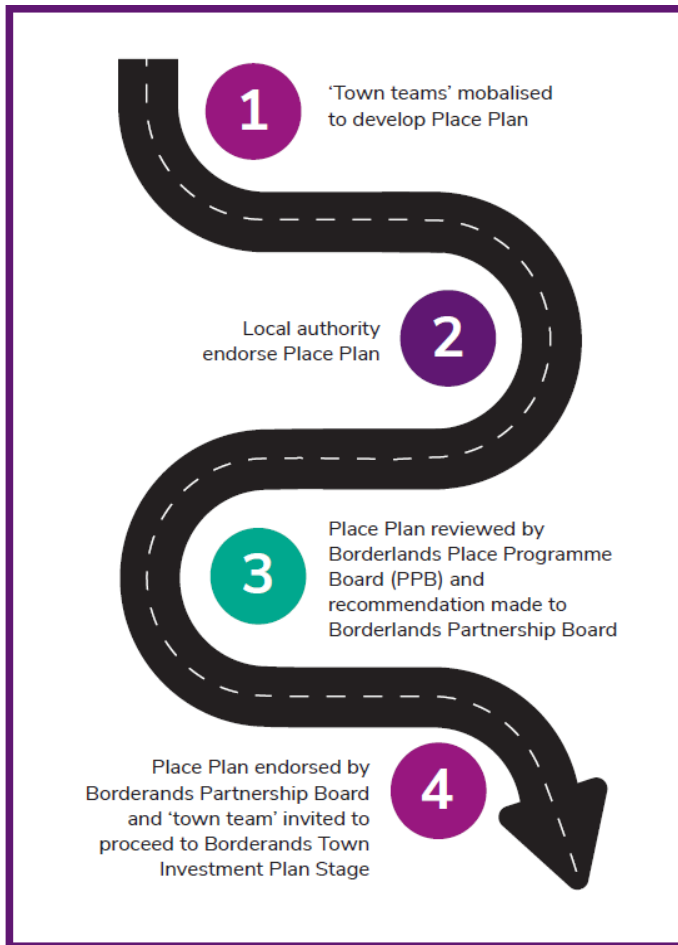 1
‘Town teams’ mobalised
to develop Place Plan
2
Local authority
endorse Place Plan
3
Place Plan reviewed by
Borderlands Place Programme
Board (PPB) and
recommendation made to
Borderlands Partnership Board
4
Place Plan endorsed by
Borderands Partnership Board
and ‘town team’ invited to
proceed to Borderands Town
Investment Plan Stage